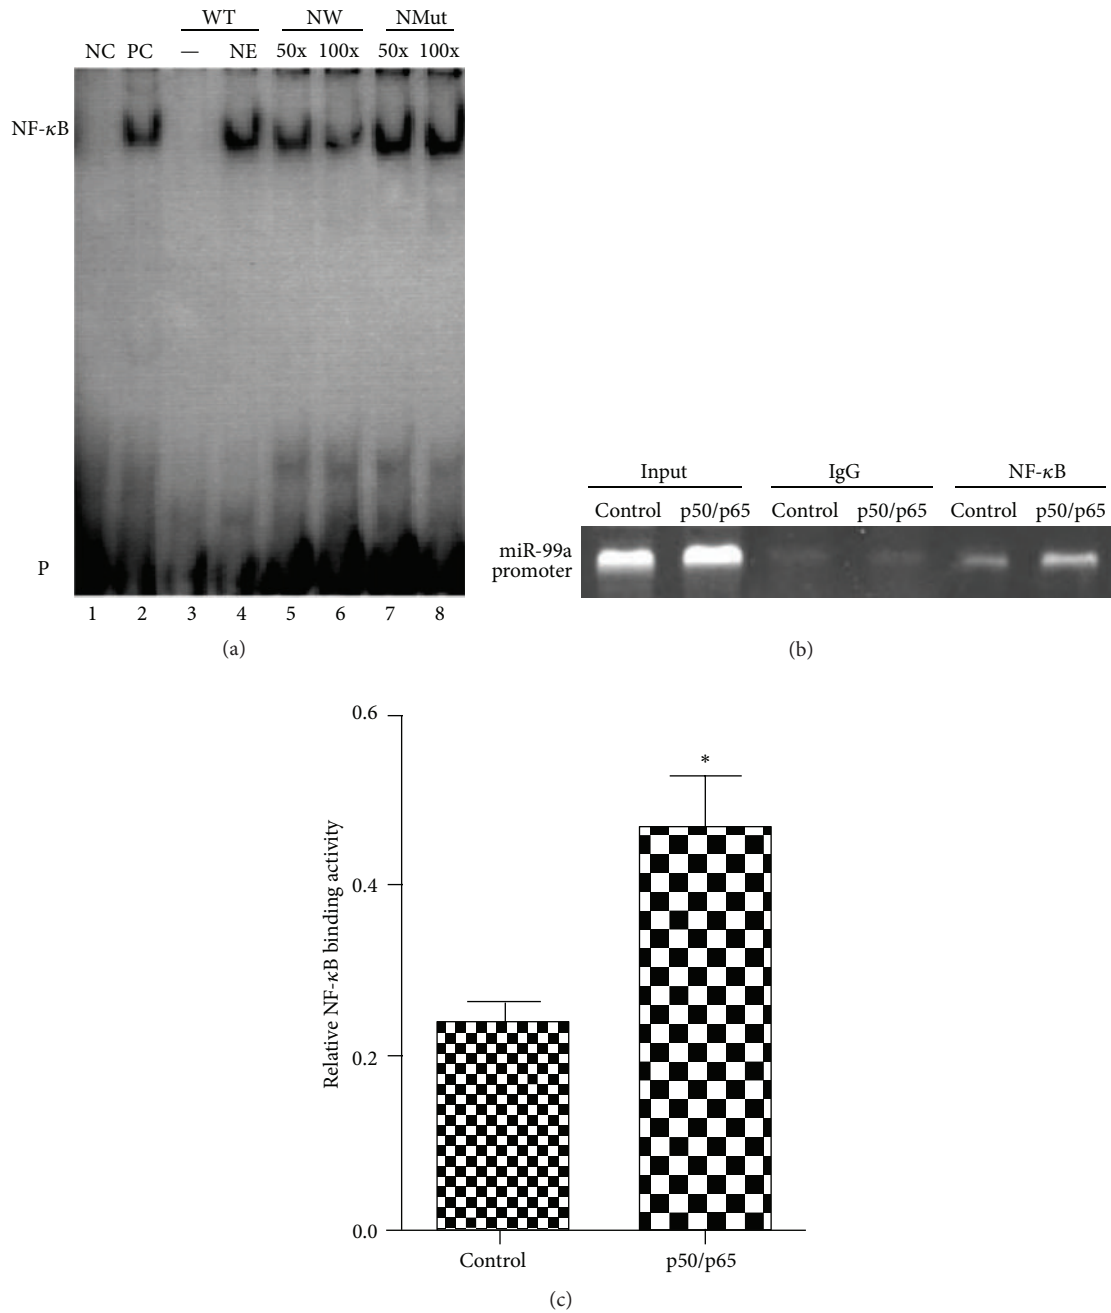 WT NW NMut
NC PC — NE 50x 100x 50x 100x
NF-κB
P
1 2 3 4 5 6 7 8
(a)
Input IgG NF-κB
Control p50/p65 Control p50/p65 Control p50/p65
miR-99a
promoter
(b)
Relative NF-κB binding activity
0.6
0.4
0.2
0.0
*
Control p50/p65
(c)